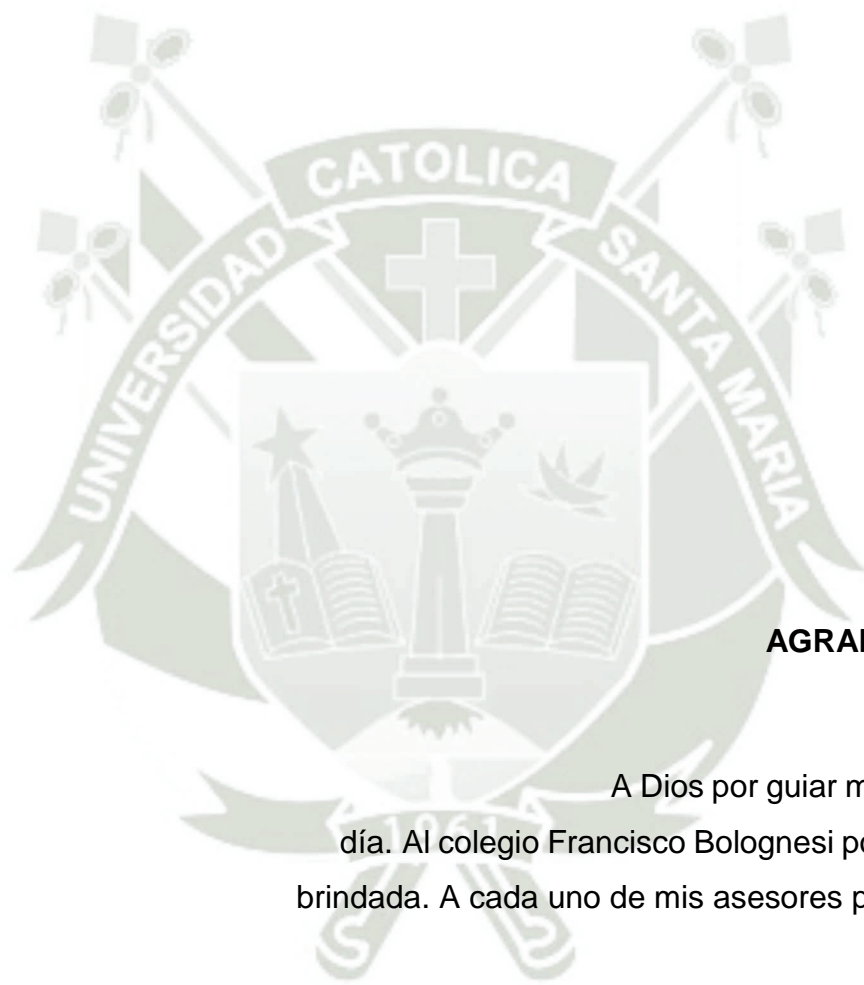 CATOLICA
UNIVERSIDAD
SANTA MARIA
1961
A Dios por guiar
día. Al colegio Francisco Bolognesi
brindada. A cada uno de mis asesores